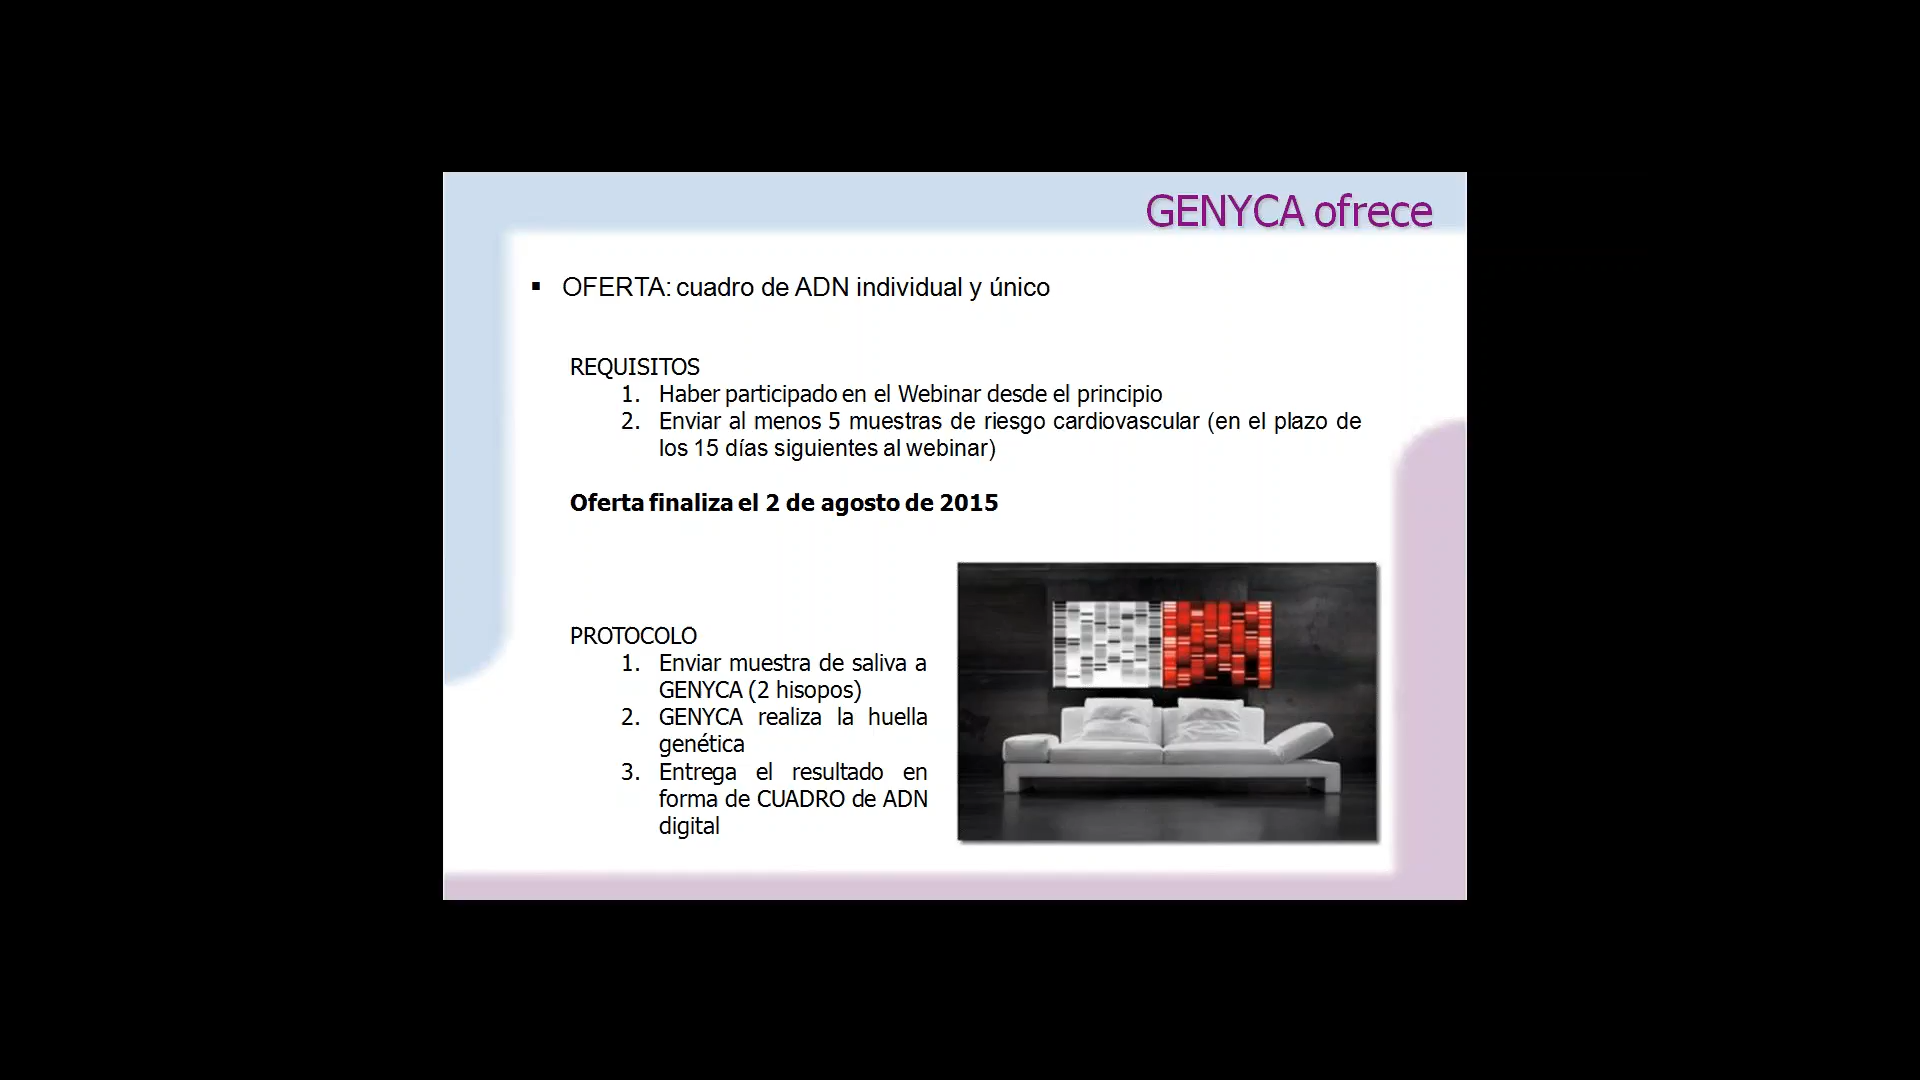 GENYCA ofrece
▪ OFERTA: cuadro de ADN individual y único
REQUISITOS
1. Haber participado en el Webinar desde el principio
2. Enviar al menos 5 muestras de riesgo cardiovascular (en el plazo de
los 15 días siguientes al webinar)
Oferta finaliza el 2 de agosto de 2015
PROTOCOLO
1. Enviar muestra de saliva a
GENYCA (2 hisopos)
2. GENYCA realiza la huella
genética
3. Entrega el resultado en
forma de CUADRO de ADN
digital